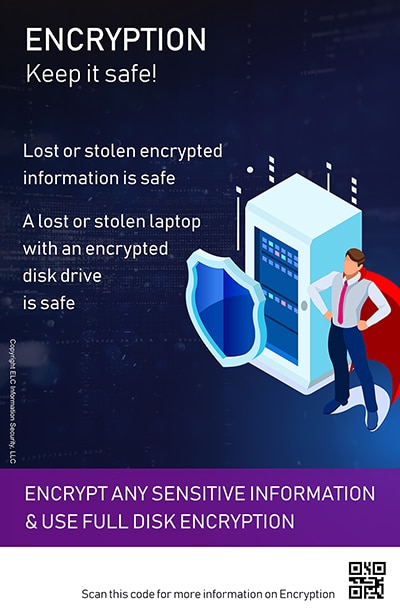 ENCRYPTION
Keep it safe!
Lost or stolen encrypted
information is safe
A lost or stolen laptop
with an encrypted
disk drive
is safe
Copyright ELC Information Security, LLC
ENCRYPT ANY SENSITIVE INFORMATION
& USE FULL DISK ENCRYPTION
Scan this code for more information on Encryption